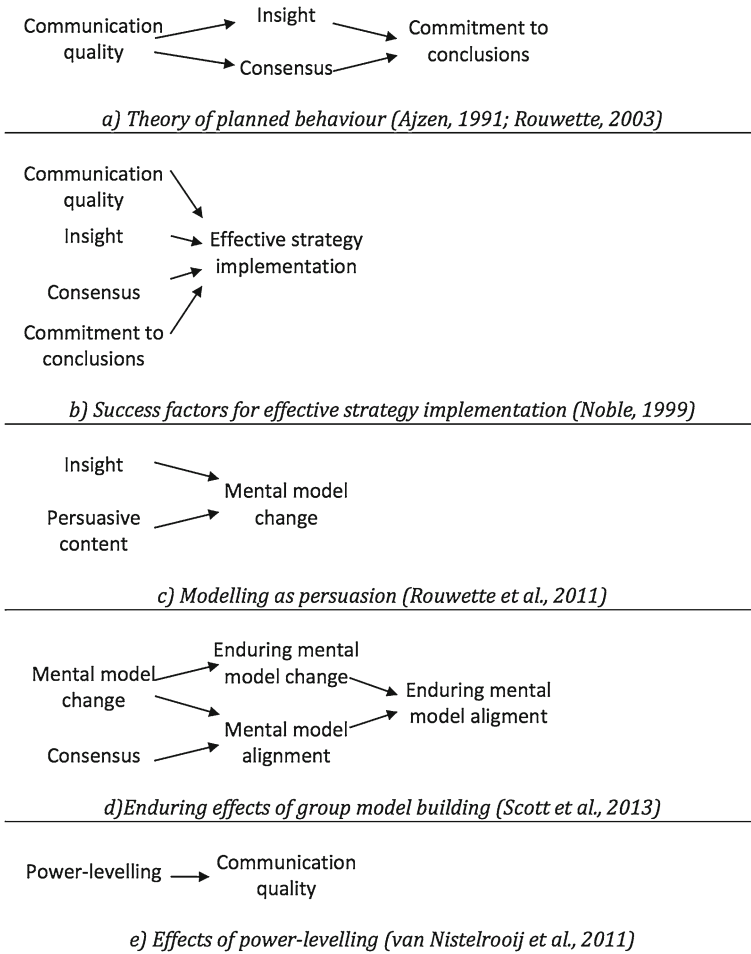 Communication
quality
Insight
Consensus
Commitment to
conclusions
a) Theory of planned behaviour (Ajzen, 1991; Rouwette, 2003)
Communication
quality
Insight
Consensus
Commitment to
conclusions
Effective strategy
implementation
b) Success factors for effective strategy implementation (Noble, 1999)
Insight
Persuasive
content
Mental model
change
c) Modelling as persuasion (Rouwette et al., 2011)
Mental model
change
Consensus
Enduring mental
model change
Mental model
alignment
Enduring mental
model aligment
d)Enduring effects of group model building (Scott et al., 2013)
Power-levelling
Communication
quality
e) Effects of power-levelling (van Nistelrooij et al., 2011)